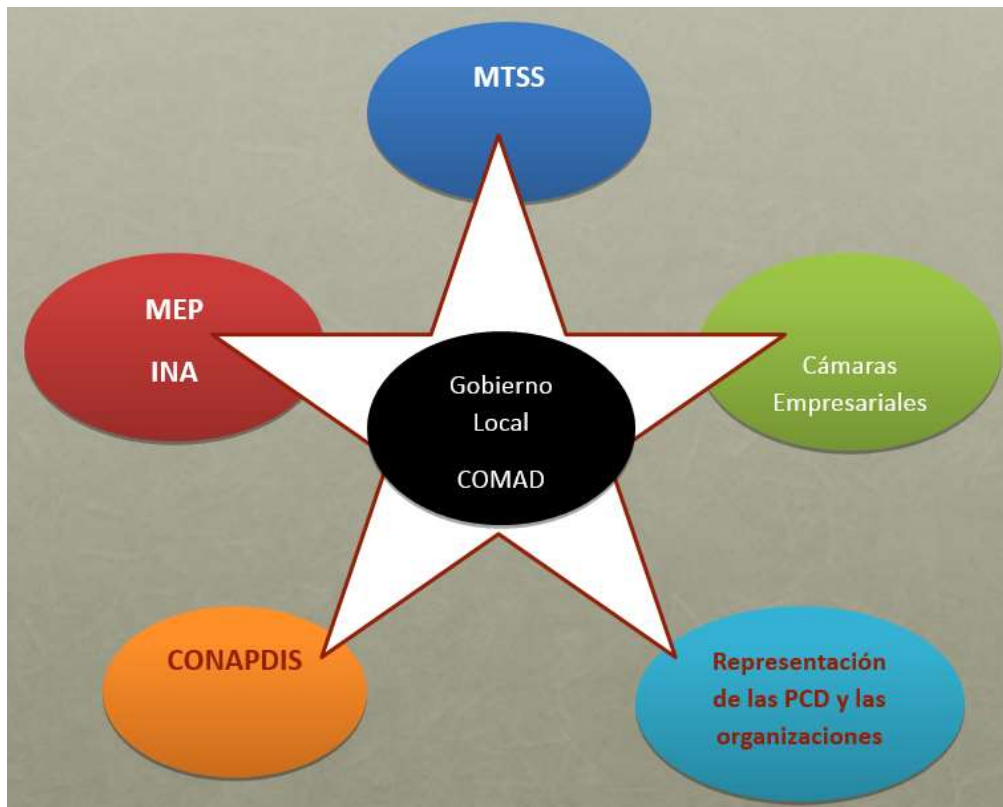 MTSS
MEP
INA
Cámaras
Empresariales
Gobierno
Local
COMAD
CONAPDIS
Representación
de las PCD y las
organizaciones